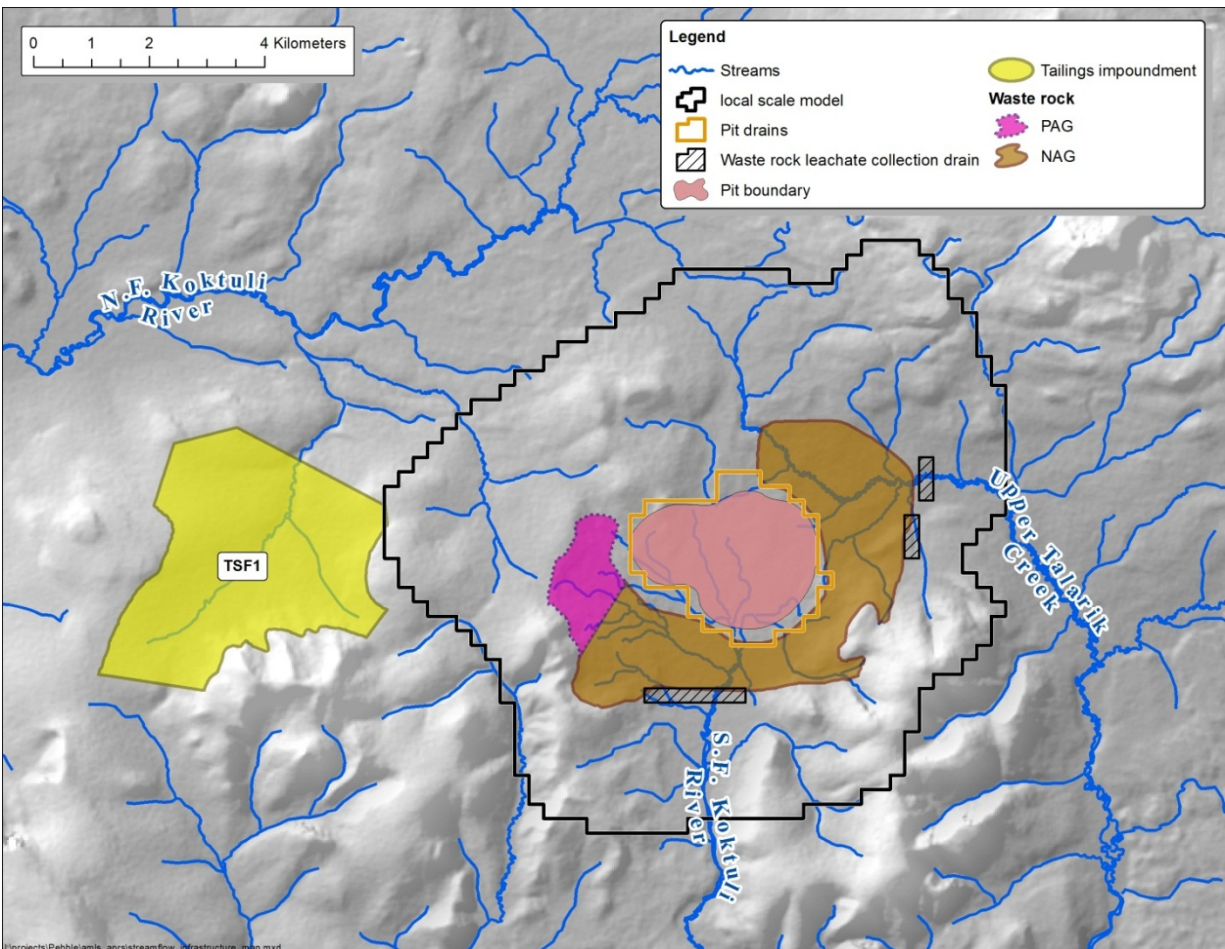 0 1 2 4 Kilometers
Legend
Streams
local scale model
Pit drains
Waste rock leachate collection drain
Pit boundary
Tailings impoundment
Waste rock
PAG
NAG
N.F. Koktuli
River
TSF1
Upper Talarik
Creek
S.F. Koktuli
River